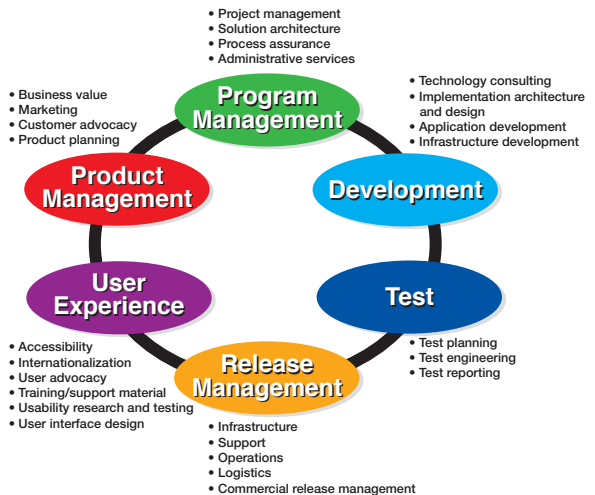 • Project management
• Solution architecture
• Process assurance
• Administrative services
Program
Management
• Technology consulting
• Implementation architecture
and design
• Application development
• Infrastructure development
Development
Test
• Test planning
• Test engineering
• Test reporting
Release
Management
• Infrastructure
• Support
• Operations
• Logistics
• Commercial release management
User
Experience
• Accessibility
• Internationalization
• User advocacy
• Training/support material
• Usability research and testing
• User interface design
• Business value
• Marketing
• Customer advocacy
• Product planning
Product
Management